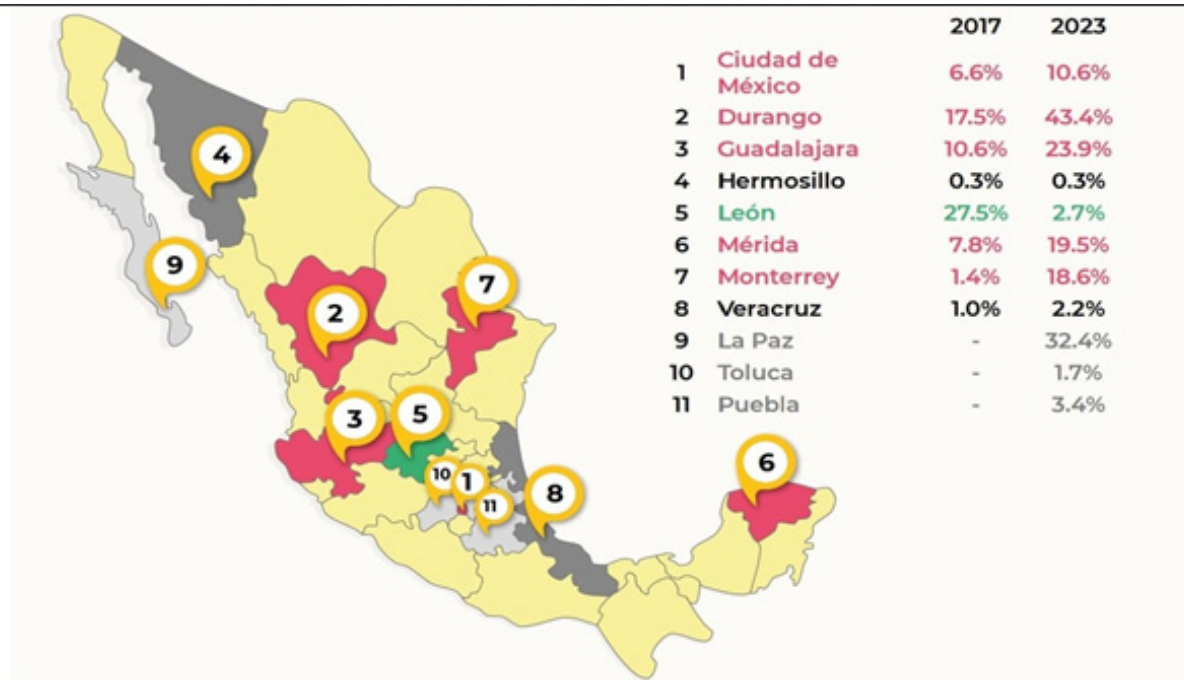 2017 2023
1 Ciudad de México 6.6% 10.6%
2 Durango 17.5% 43.4%
3 Guadalajara 10.6% 23.9%
4 Hermosillo 0.3% 0.3%
5 León 27.5% 2.7%
6 Mérida 7.8% 19.5%
7 Monterrey 1.4% 18.6%
8 Veracruz 1.0% 2.2%
9 La Paz - 32.4%
10 Toluca - 1.7%
11 Puebla - 3.4%
4
9
7
2
3
5
6
10
1
11
8